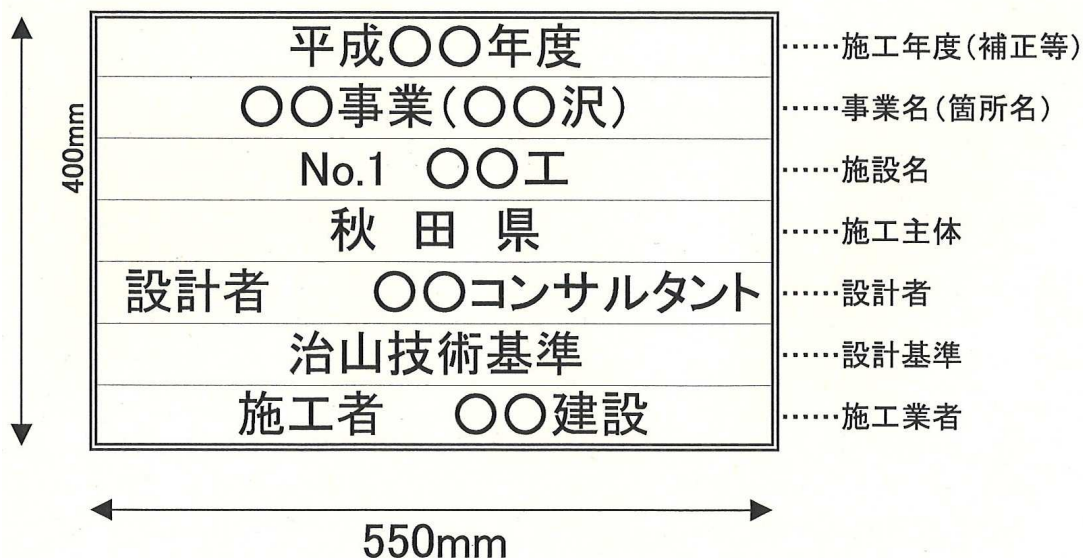 平成〇〇年度 ……施工年度(補正等)
〇〇事業(〇〇沢) ……事業名(箇所名)
No.1 〇〇工 ……施設名
秋 田 県 ……施工主体
設計者 〇〇コンサルタント ……設計者
治山技術基準 ……設計基準
施工者 〇〇建設 ……施工業者
400mm
550mm